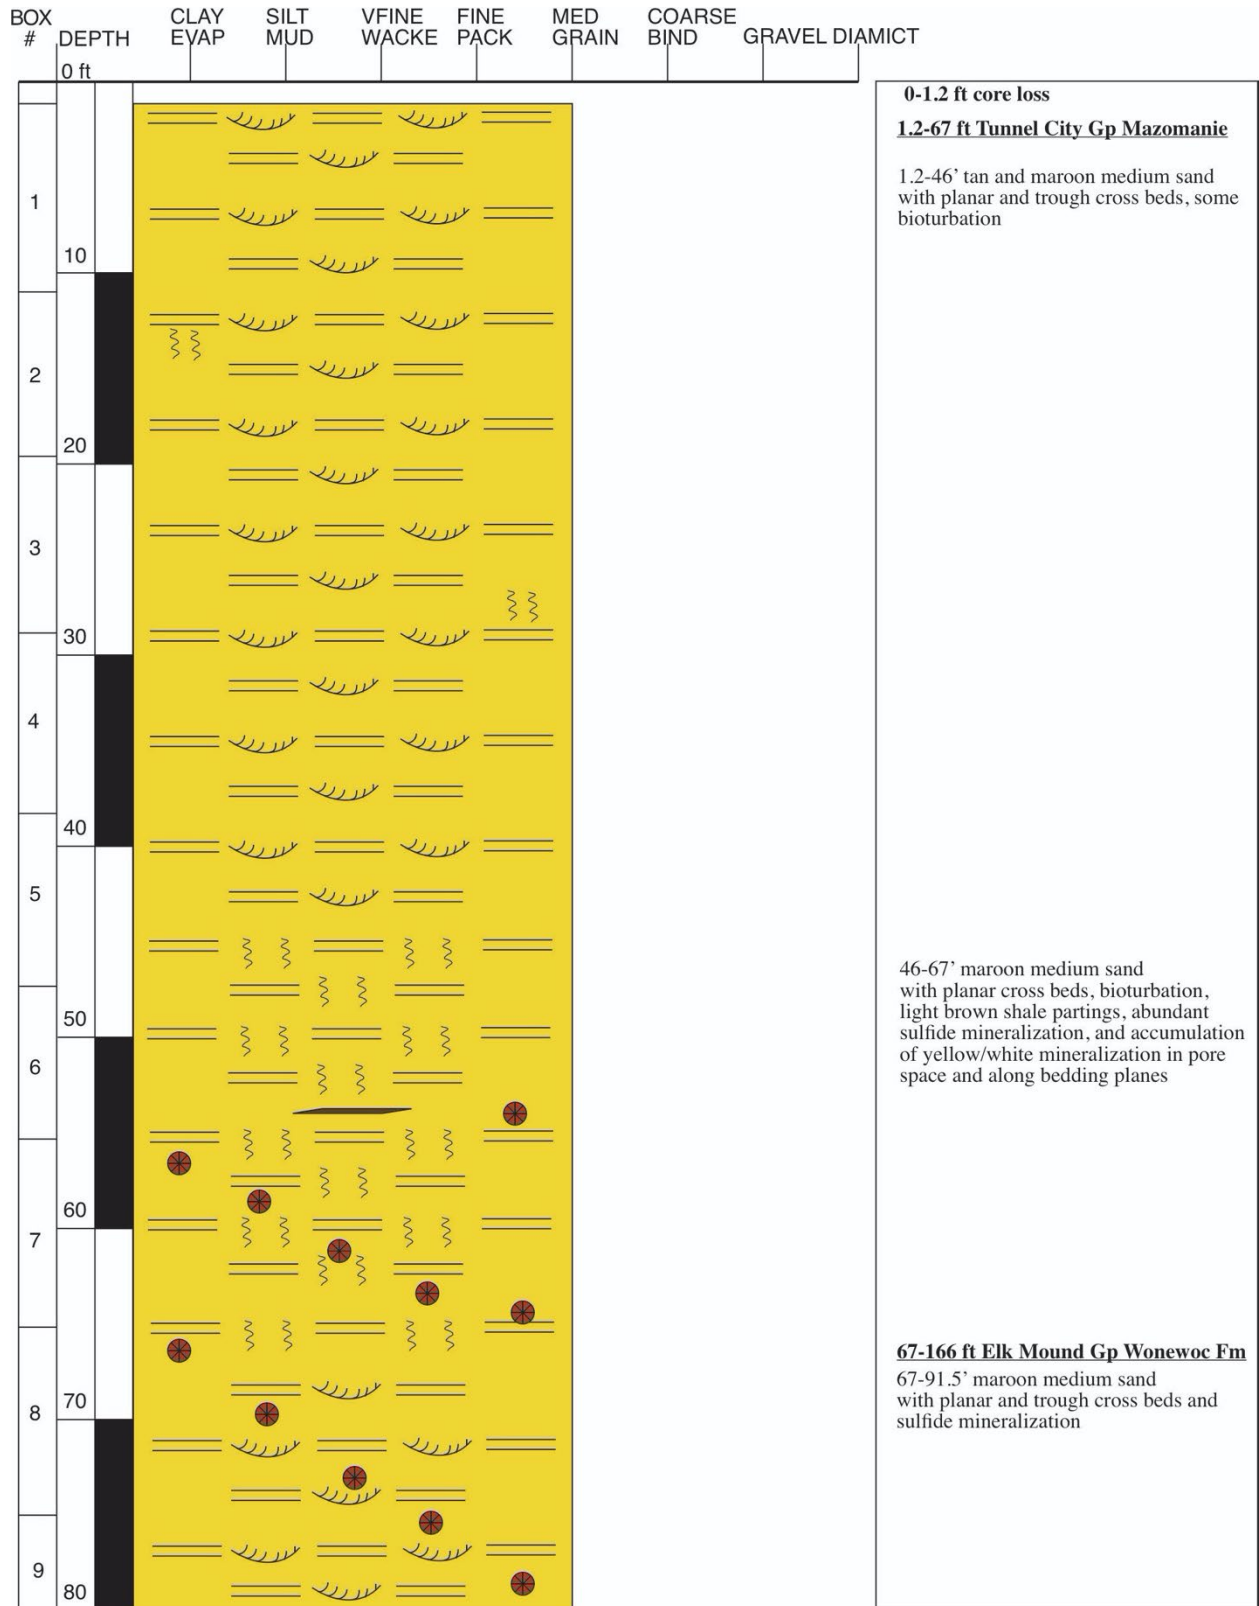 BOX
#
DEPTH
CLAY
EVAP
SILT
MUD
VFINE
WACKE
FINE
PACK
MED
GRAIN
COARSE
BIND
GRAVEL
DIAMICT
0 ft
10
20
30
40
50
60
70
80
1
2
3
4
5
6
7
8
9
0-1.2 ft core loss
1.2-67 ft Tunnel City Gp Mazomanie
1.2-46’ tan and maroon medium sand
with planar and trough cross beds, some
bioturbation
46-67’ maroon medium sand
with planar cross beds, bioturbation,
light brown shale partings, abundant
sulfide mineralization, and accumulation
of yellow/white mineralization in pore
space and along bedding planes
67-166 ft Elk Mound Gp Wonewoc Fm
67-91.5’ maroon medium sand
with planar and trough cross beds and
sulfide mineralization